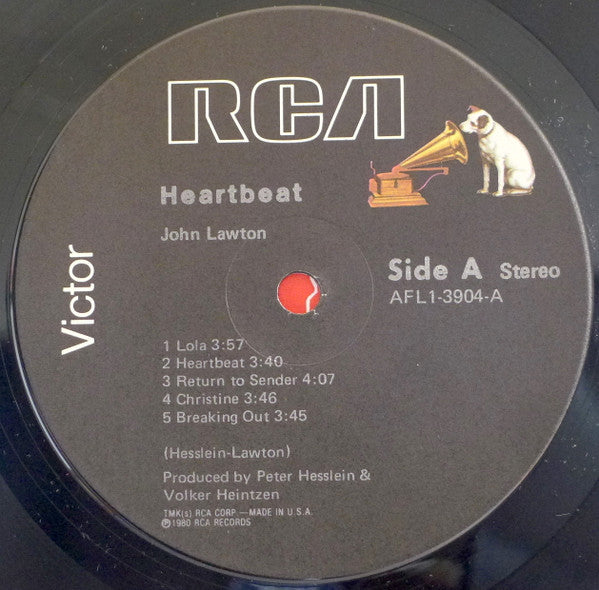 RCA
Heartbeat
John Lawton
Victor
Side A Stereo
AFL1-3904-A
1 Lola 3:57
2 Heartbeat 3:40
3 Return to Sender 4:07
4 Christine 3:46
5 Breaking Out 3:45
(Hesslein-Lawton)
Produced by Peter Hesslein &
Volker Heintzen
TMK(s) RCA CORP.—MADE IN U.S.A.
℗1980 RCA RECORDS